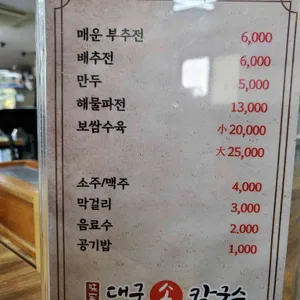 매운 부추전 6,000
배추전 6,000
만두 5,000
해물파전 13,000
보쌈수육 小 20,000
大 25,000
소주/맥주 4,000
막걸리 3,000
음료수 2,000
공기밥 1,000
대구 손 칼국수